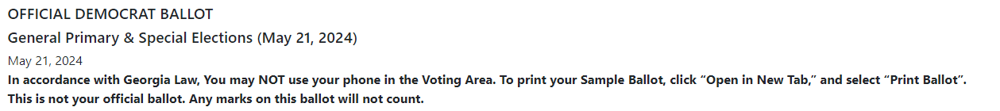 OFFICIAL DEMOCRAT BALLOT
General Primary & Special Elections (May 21, 2024)
May 21, 2024
In accordance with Georgia Law, You may NOT use your phone in the Voting Area. To print your Sample Ballot, click “Open in New Tab,” and select “Print Ballot”.
This is not your official ballot. Any marks on this ballot will not count.